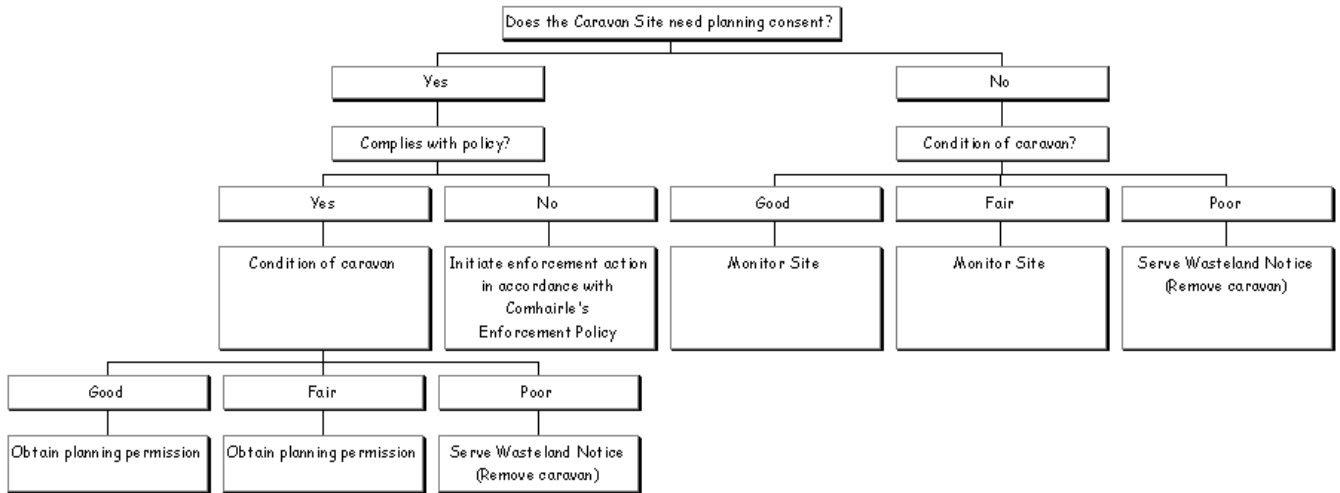 Does the Caravan Site need planning consent?
Yes
No
Complies with policy?
Condition of caravan?
Yes
No
Good
Fair
Poor
Condition of caravan
Initiate enforcement action
in accordance with
Comhairle's
Enforcement Policy
Monitor Site
Monitor Site
Serve Wasteland Notice
(Remove caravan)
Good
Fair
Poor
Obtain planning permission
Obtain planning permission
Serve Wasteland Notice
(Remove caravan)